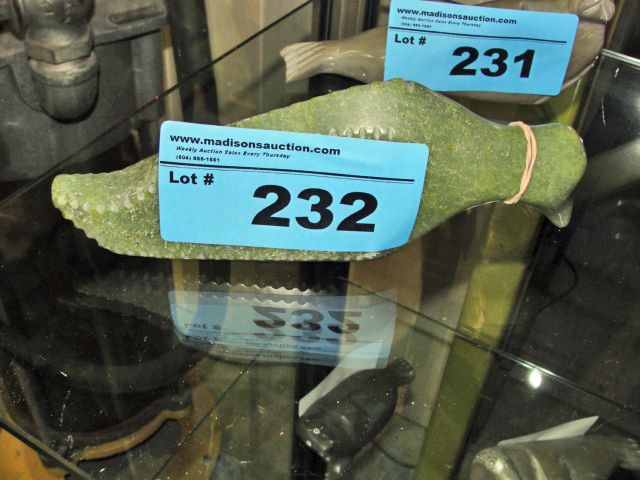 www.madisonsauction.com
Weekly Auction Sales Every Thursday
Lot #
231
www.madisonsauction.com
Weekly Auction Sales Every Thursday
(604) 888-1661
Lot #
232